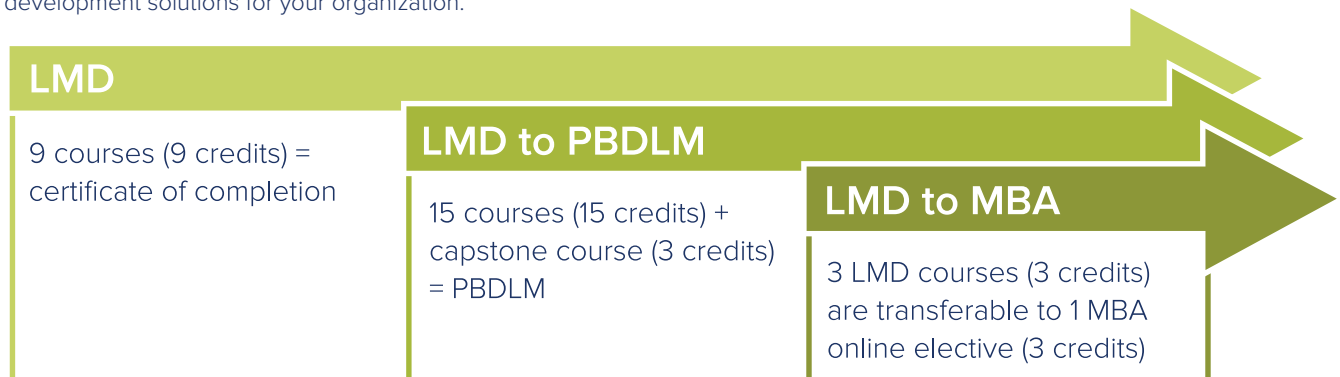 development solutions for your organization.
LMD
9 courses (9 credits) =
certificate of completion
LMD to PBDLM
15 courses (15 credits) +
capstone course (3 credits)
= PBDLM
LMD to MBA
3 LMD courses (3 credits)
are transferable to 1 MBA
online elective (3 credits)